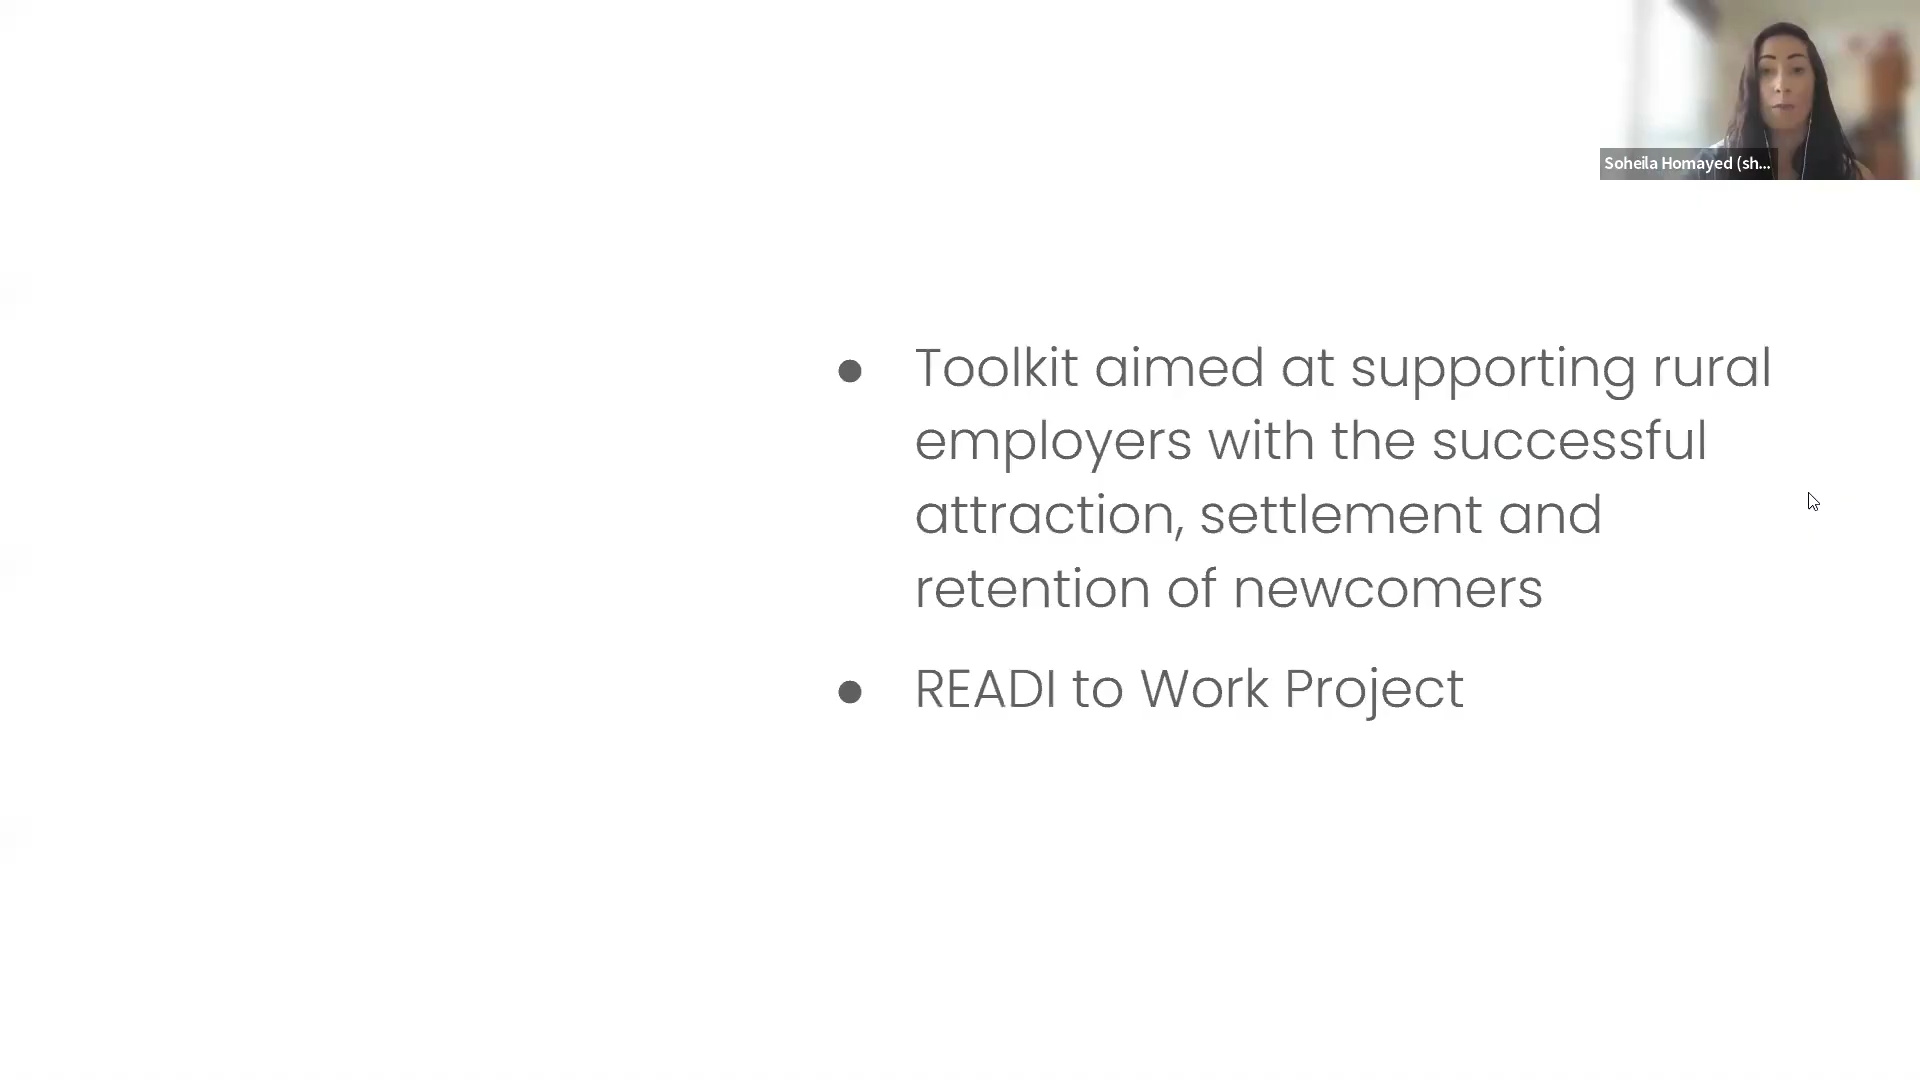 Soheila Homayed (sh...
● Toolkit aimed at supporting rural
employers with the successful
attraction, settlement and
retention of newcomers
● READI to Work Project